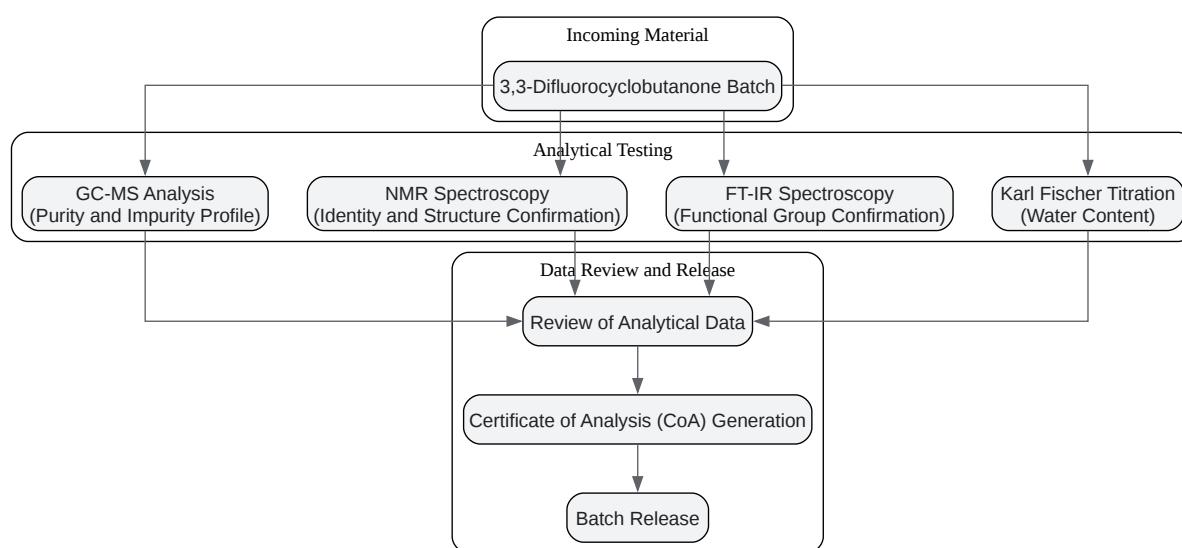 Incoming Material
3,3-Difluorocyclobutanone Batch
Analytical Testing
GC-MS Analysis
(Purity and Impurity Profile)
NMR Spectroscopy
(Identity and Structure Confirmation)
FT-IR Spectroscopy
(Functional Group Confirmation)
Karl Fischer Titration
(Water Content)
Data Review and Release
Review of Analytical Data
Certificate of Analysis (CoA) Generation
Batch Release